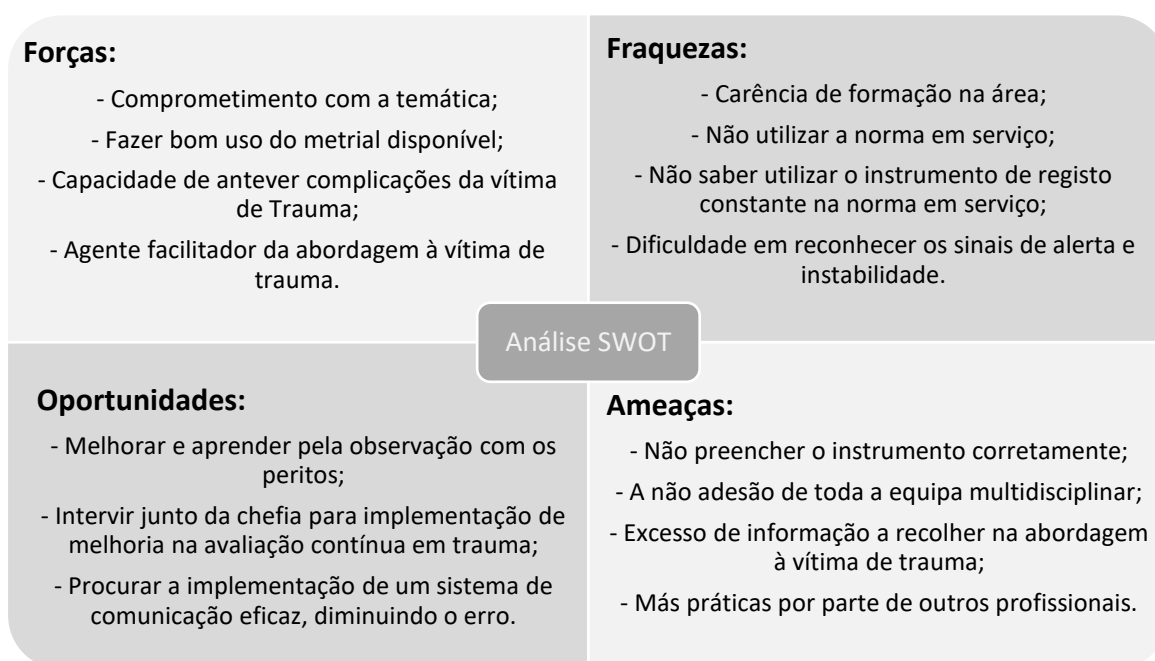 Forças:
- Comprometimento com a temática;
- Fazer bom uso do metrial disponível;
- Capacidade de antever complicações da vítima
de Trauma;
- Agente facilitador da abordagem à vítima de
trauma.
Fraquezas:
- Carência de formação na área;
- Não utilizar a norma em serviço;
- Não saber utilizar o instrumento de registo
constante na norma em serviço;
- Dificuldade em reconhecer os sinais de alerta e
instabilidade.
Análise SWOT
Oportunidades:
- Melhorar e aprender pela observação com os
peritos;
- Intervir junto da chefia para implementação de
melhoria na avaliação contínua em trauma;
- Procurar a implementação de um sistema de
comunicação eficaz, diminuindo o erro.
Ameaças:
- Não preencher o instrumento corretamente;
- A não adesão de toda a equipa multidisciplinar;
- Excesso de informação a recolher na abordagem
à vítima de trauma;
- Más práticas por parte de outros profissionais.